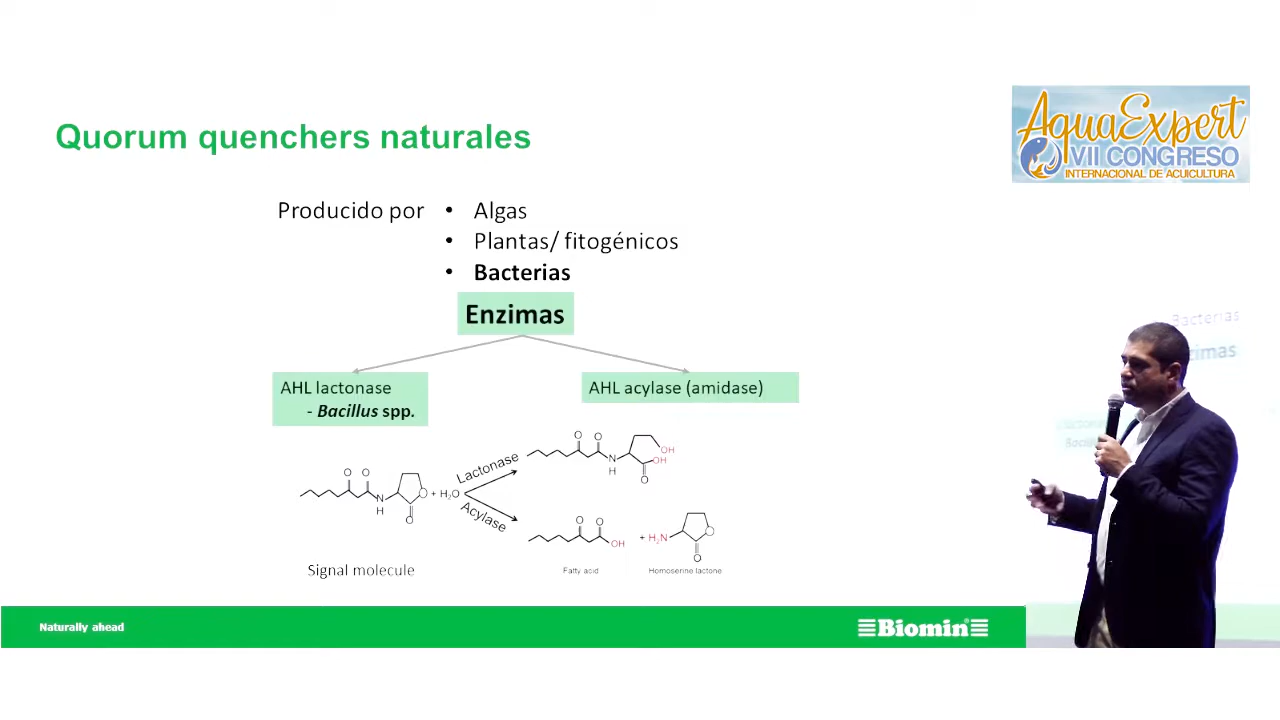 Quorum quenchers naturales
AquaExpert
VII CONGRESO
INTERNACIONAL DE ACUICULTURA
Producido por
• Algas
• Plantas/ fitogénicos
• Bacterias
Enzimas
AHL lactonase
- Bacillus spp.
AHL acylase (amidase)
O O
N
H
O
O
+ H₂O
Lactonase
Acylase
O O
N
H
OH
OH
O
O O
OH
+ H₂N
O
O
Signal molecule
Fatty acid
Homoserine lactone
Bacterias
zimas
Naturally ahead
Biomin®